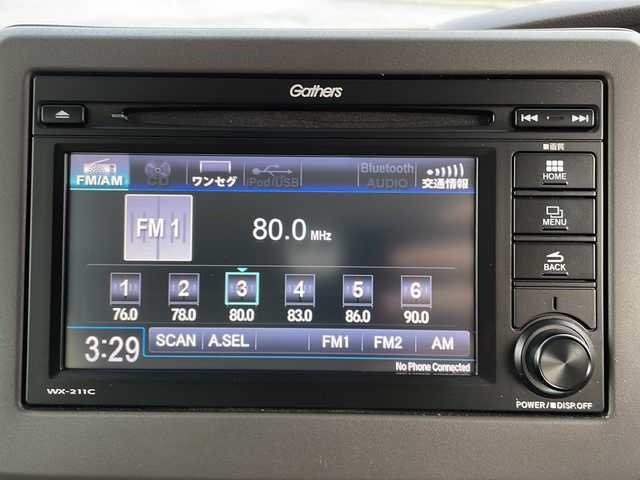 Gathers
■画質
FM/AM CD ワンセグ iPod/USB Bluetooth AUDIO 交通情報
HOME
FM 1 80.0 MHz
MENU
1 2 3 4 5 6
76.0 78.0 80.0 83.0 86.0 90.0
BACK
3:29 SCAN A.SEL FM1 FM2 AM
No Phone Connected
WX-211C
POWER/■DISP.OFF